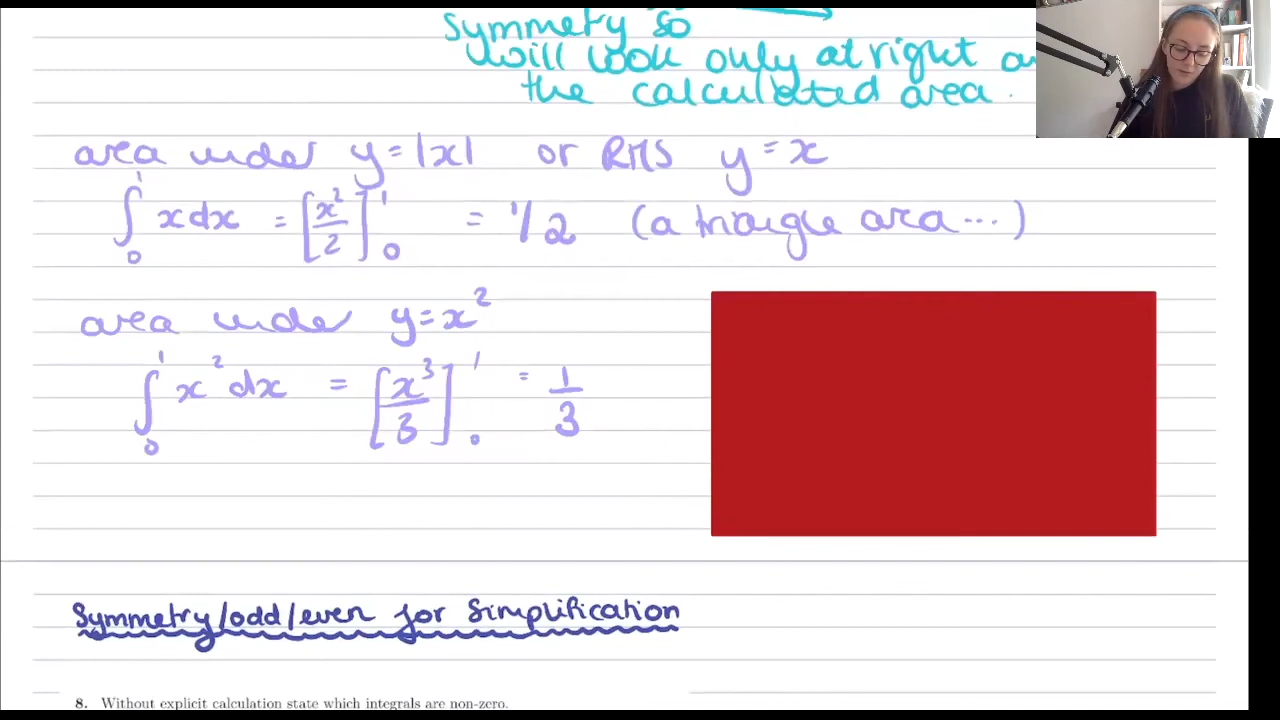 symmetry so
will look only at right
the calculated area.
area under y=|x| or RHS y=x
∫₀¹ x dx = [x²/2]₀¹ = 1/2 (a triangle area...)
area under y=x²
∫₀¹ x² dx = [x³/3]₀¹ = 1/3
Symmetry/odd/even for simplification
8. Without explicit calculation state which integrals are non-zero.